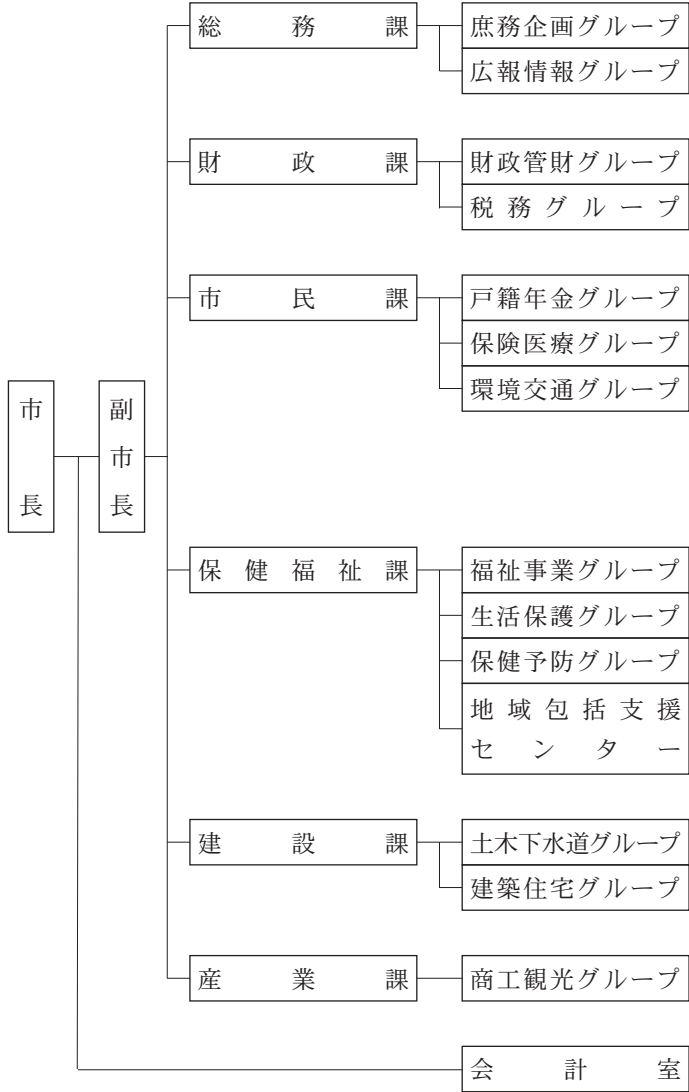 総務課
庶務企画グループ
広報情報グループ
財政課
財政管財グループ
税務グループ
市民課
戸籍年金グループ
保険医療グループ
環境交通グループ
市長
副市長
保健福祉課
福祉事業グループ
生活保護グループ
保健予防グループ
地域包括支援
センター
建設課
土木下水道グループ
建築住宅グループ
産業課
商工観光グループ
会計室